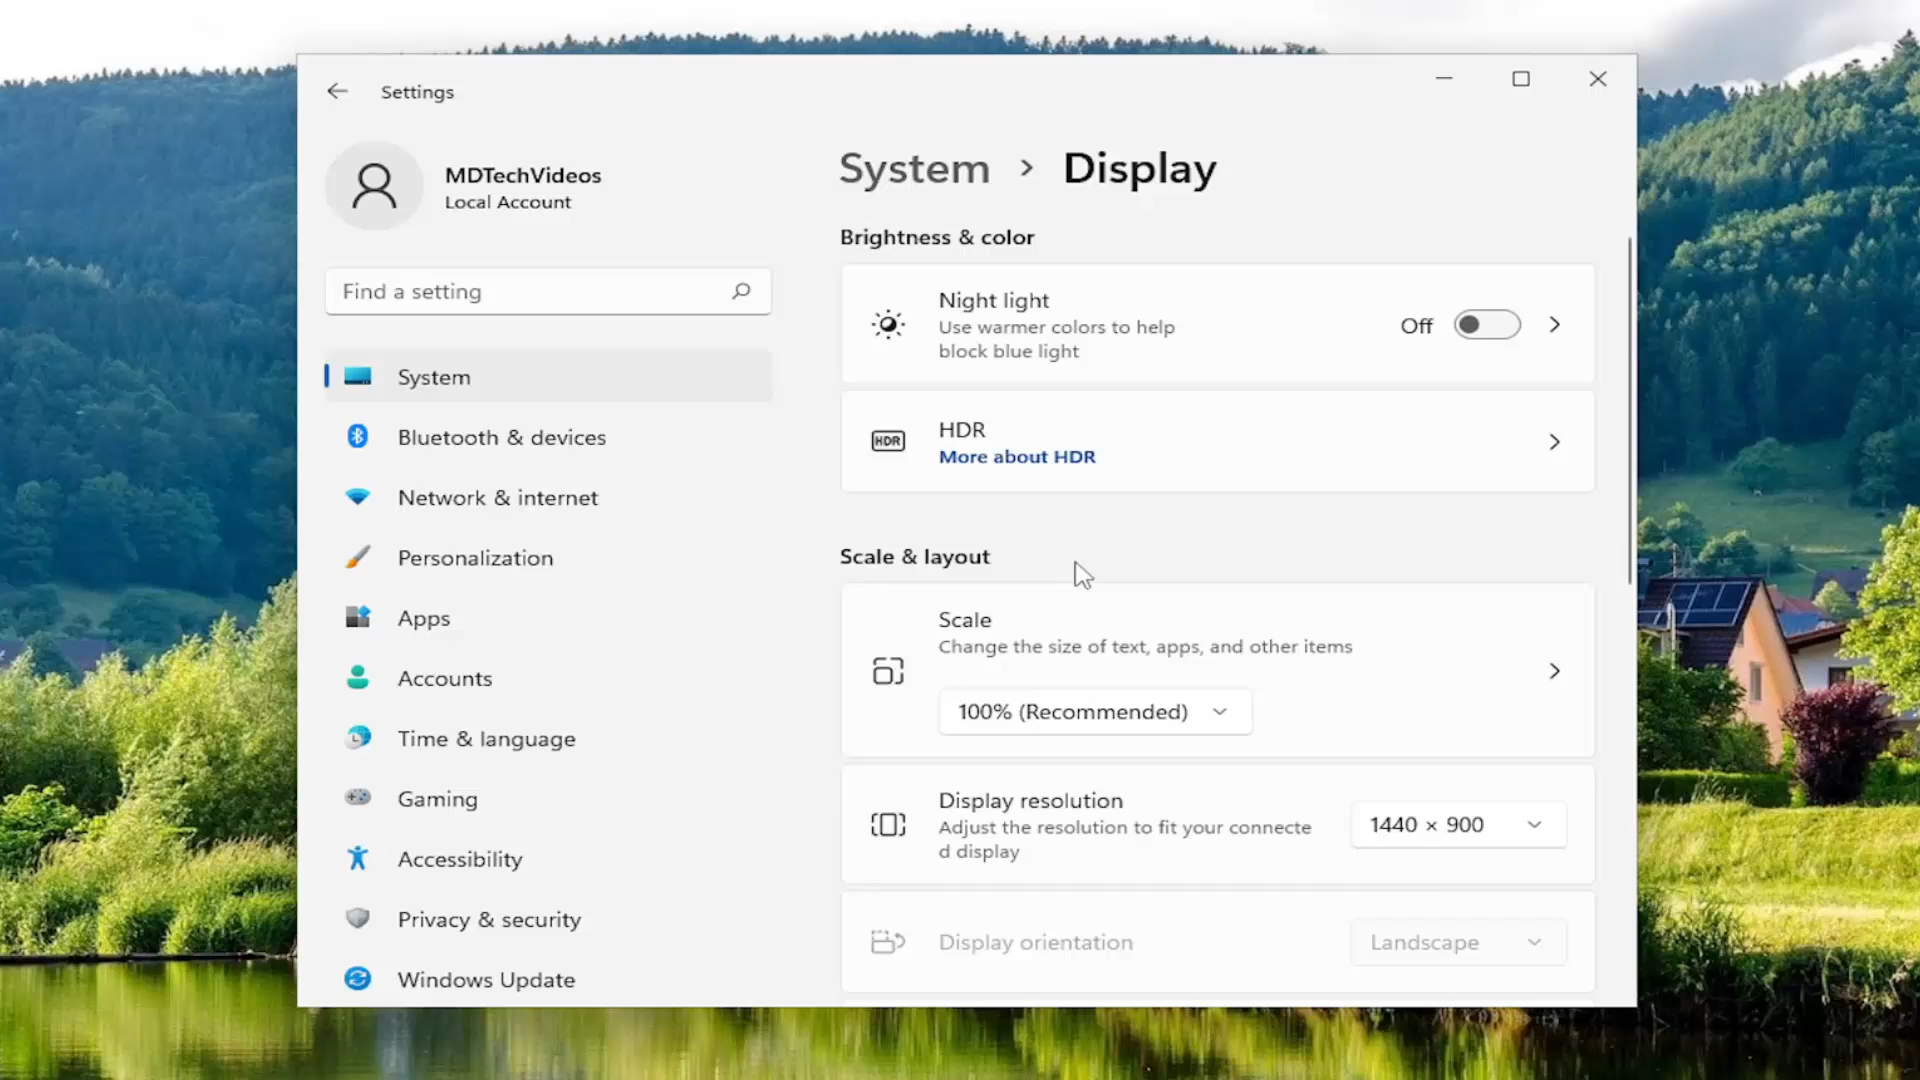 Settings
MDTechVideos
Local Account
Find a setting
System
Bluetooth & devices
Network & internet
Personalization
Apps
Accounts
Time & language
Gaming
Accessibility
Privacy & security
Windows Update
System > Display
Brightness & color
Night light
Use warmer colors to help
block blue light
Off
HDR
HDR
More about HDR
Scale & layout
Scale
Change the size of text, apps, and other items
100% (Recommended)
Display resolution
Adjust the resolution to fit your connecte
d display
1440 × 900
Display orientation
Landscape